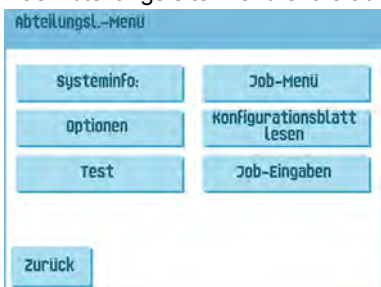 Abteilungsl.-Menü
Systeminfo:
Job-Menü
Optionen
Konfigurationsblatt
lesen
Test
Job-Eingaben
Zurück